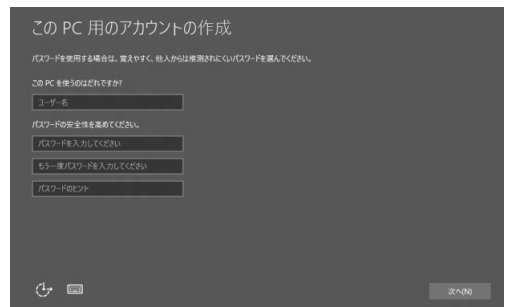 この PC 用のアカウントの作成
パスワードを使用する場合は、覚えやすく、他人からは推測されにくいパスワードを選んでください。
この PC を使うのはだれですか?
ユーザー名
パスワードの安全性を高めてください。
パスワードを入力してください
もう一度パスワードを入力してください
パスワードのヒント
次へ(N)